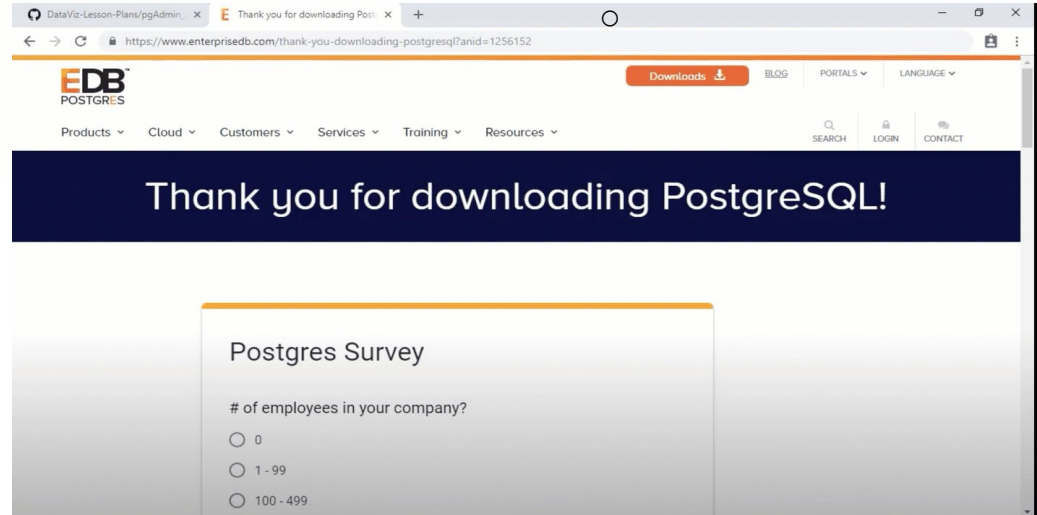 DataViz-Lesson-Plans/pgAdmin_
Thank you for downloading Post
https://www.enterprisedb.com/thank-you-downloading-postgresql?anid=1256152
EDB™
POSTGRES
Downloads
BLOG
PORTALS
LANGUAGE
Products
Cloud
Customers
Services
Training
Resources
SEARCH
LOGIN
CONTACT
Thank you for downloading PostgreSQL!
Postgres Survey
# of employees in your company?
0
1 - 99
100 - 499